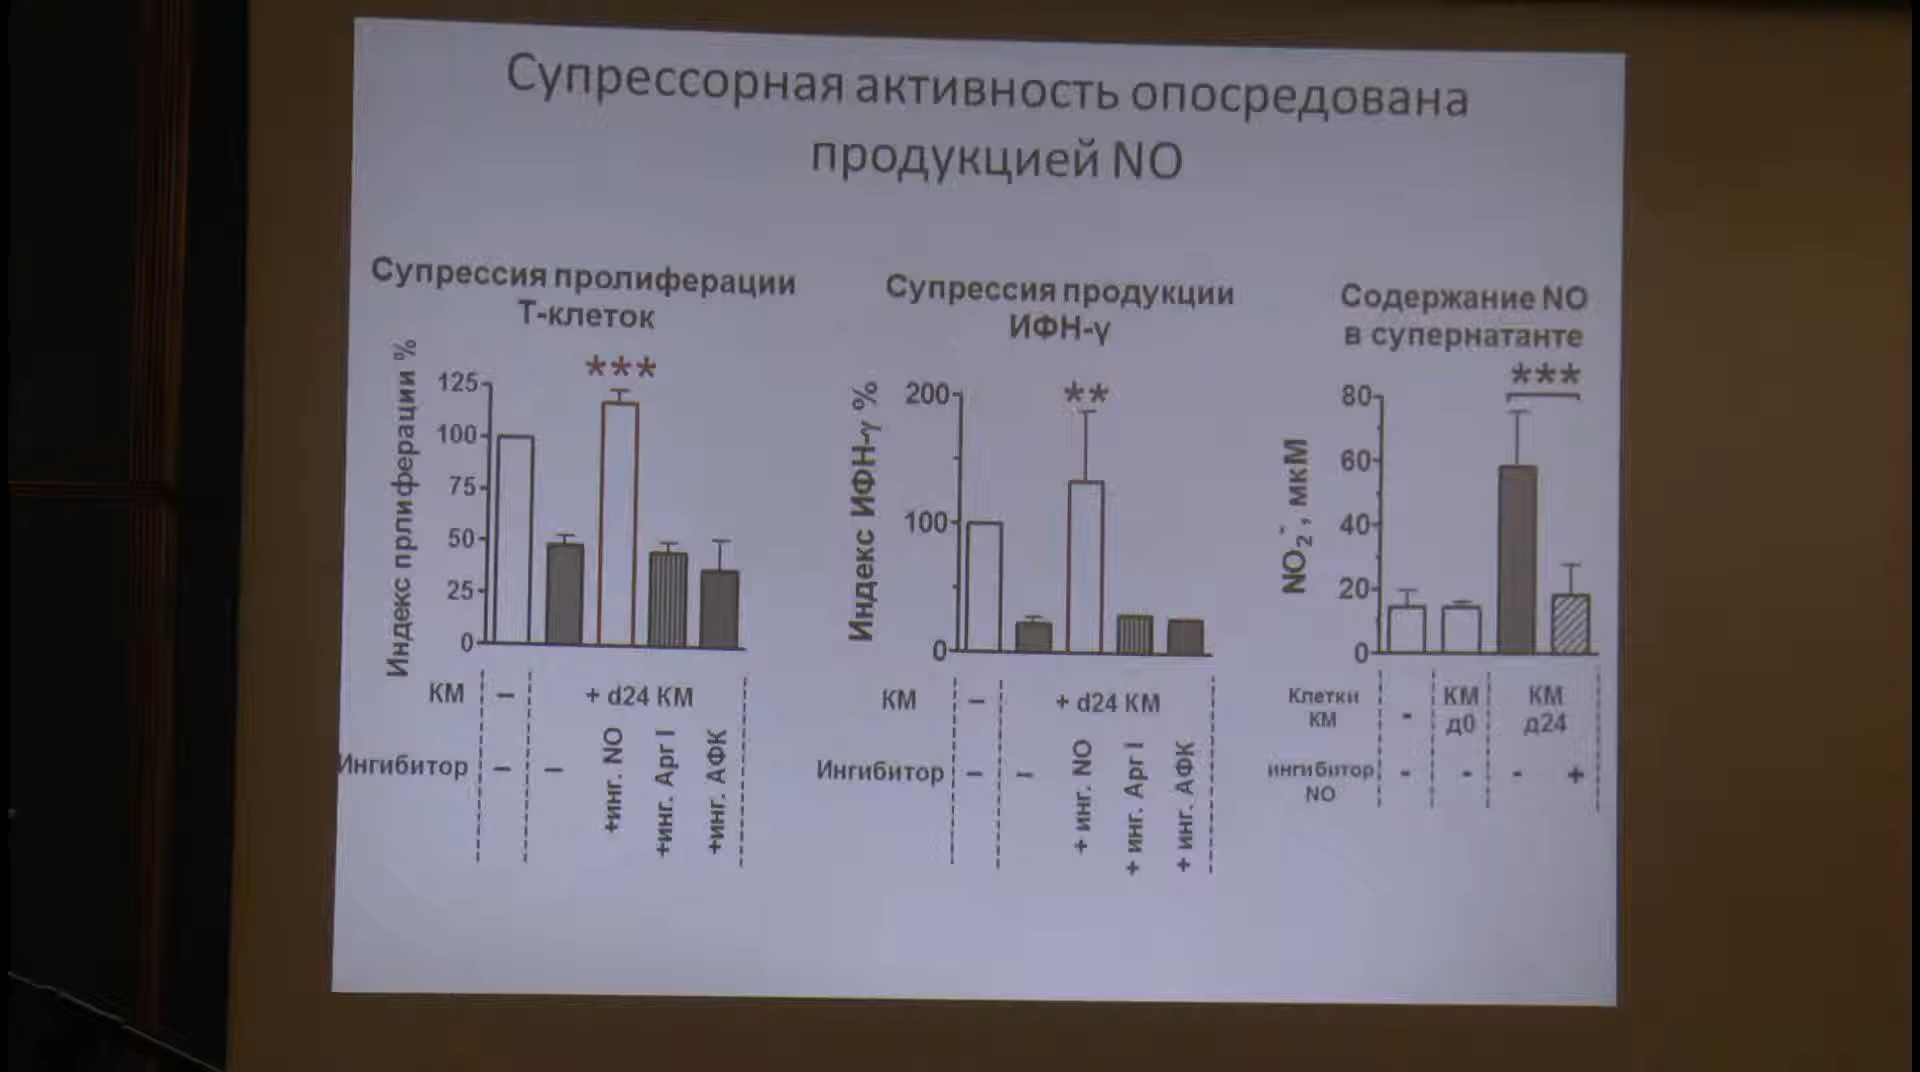 Супрессорная активность опосредована
продукцией NO
Супрессия пролиферации
Т-клеток
***
Индекс прлиферации %
125
100
75
50
25
0
КМ
–
+ d24 КМ
Ингибитор
–
–
+инг. NO
+инг. Арг I
+инг. АФК
Супрессия продукции
ИФН-γ
**
Индекс ИФН-γ %
200
100
0
КМ
–
+ d24 КМ
Ингибитор
–
–
+ инг. NO
+ инг. Арг I
+ инг. АФК
Содержание NO
в супернатанте
***
NO₂⁻, мкМ
80
60
40
20
0
Клетки
КМ
-
КМ
д0
КМ
д24
ингибитор
NO
-
-
-
+